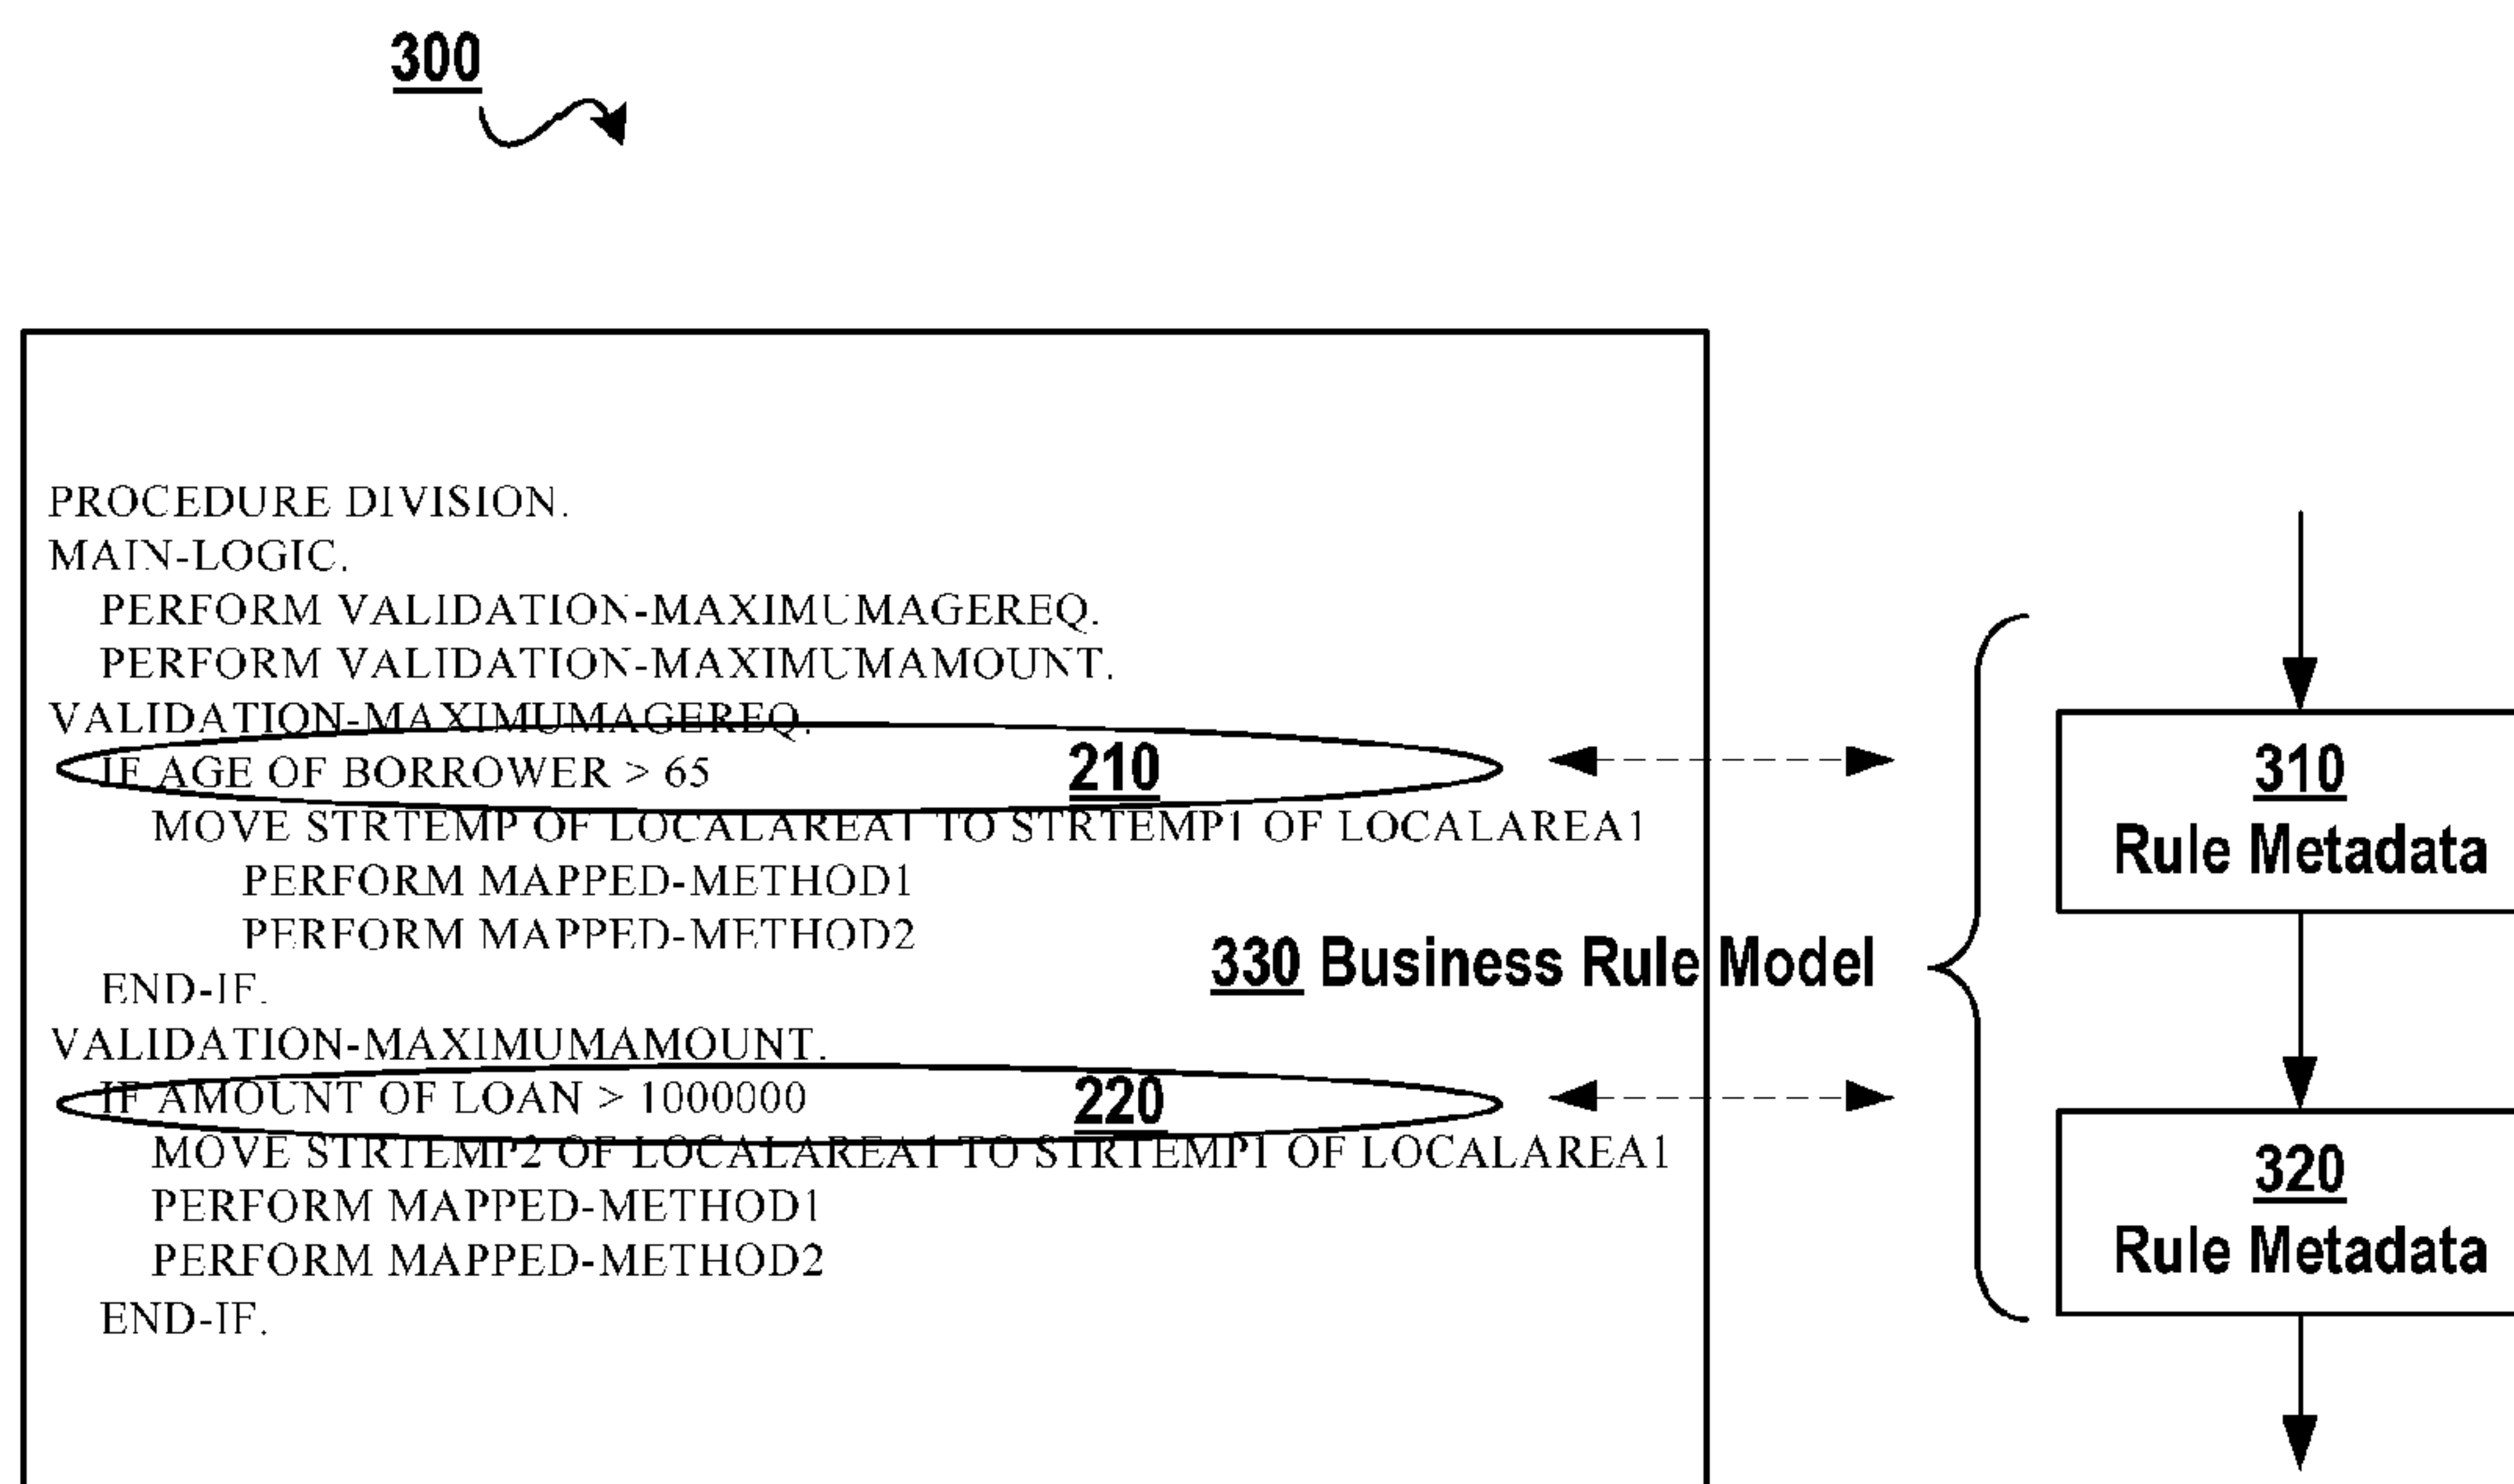 300
PROCEDURE DIVISION.
MAIN-LOGIC.
PERFORM VALIDATION-MAXIMUMAGEREQ.
PERFORM VALIDATION-MAXIMUMAMOUNT.
VALIDATION-MAXIMUMAGEREQ.
IF AGE OF BORROWER > 65
210
MOVE STRTEMP OF LOCALAREA1 TO STRTEMP1 OF LOCALAREA1
PERFORM MAPPED-METHOD1
PERFORM MAPPED-METHOD2
END-IF.
VALIDATION-MAXIMUMAMOUNT.
IF AMOUNT OF LOAN > 1000000
220
MOVE STRTEMP2 OF LOCALAREA1 TO STRTEMP1 OF LOCALAREA1
PERFORM MAPPED-METHOD1
PERFORM MAPPED-METHOD2
END-IF.
330 Business Rule Model
310
Rule Metadata
320
Rule Metadata